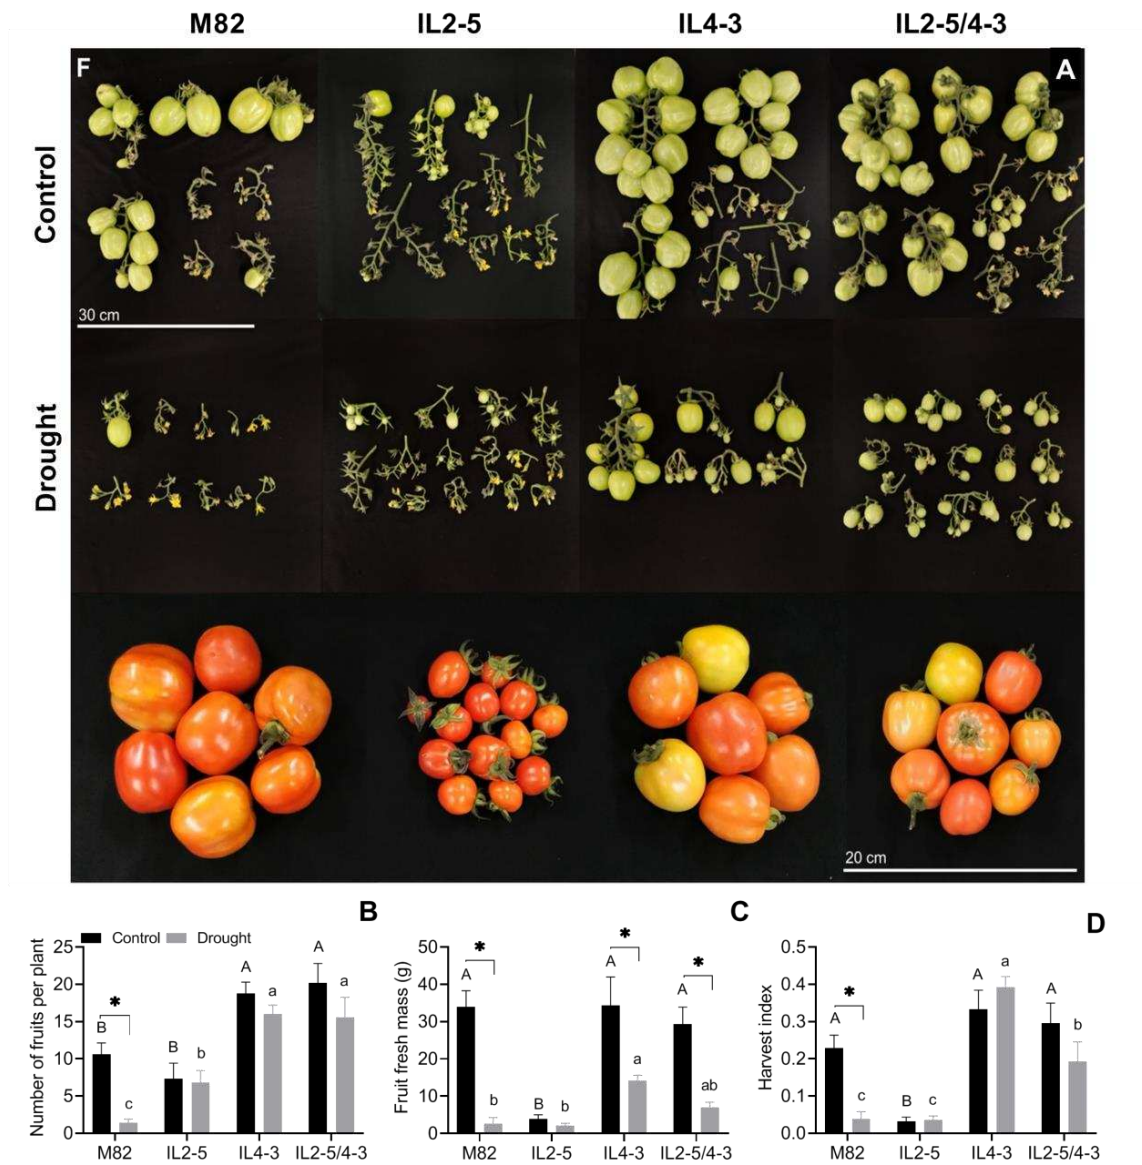 M82 IL2-5 IL4-3 IL2-5/4-3
F A
Control
30 cm
Drought
20 cm
B C D
Control Drought
Number of fruits per plant
25
20
15
10
5
0
B * c
B b
A a
A a
M82 IL2-5 IL4-3 IL2-5/4-3
Fruit fresh mass (g)
50
40
30
20
10
0
A * b
B b
A * a
A * ab
M82 IL2-5 IL4-3 IL2-5/4-3
Harvest index
0.5
0.4
0.3
0.2
0.1
0.0
A * c
B c
A a
A b
M82 IL2-5 IL4-3 IL2-5/4-3